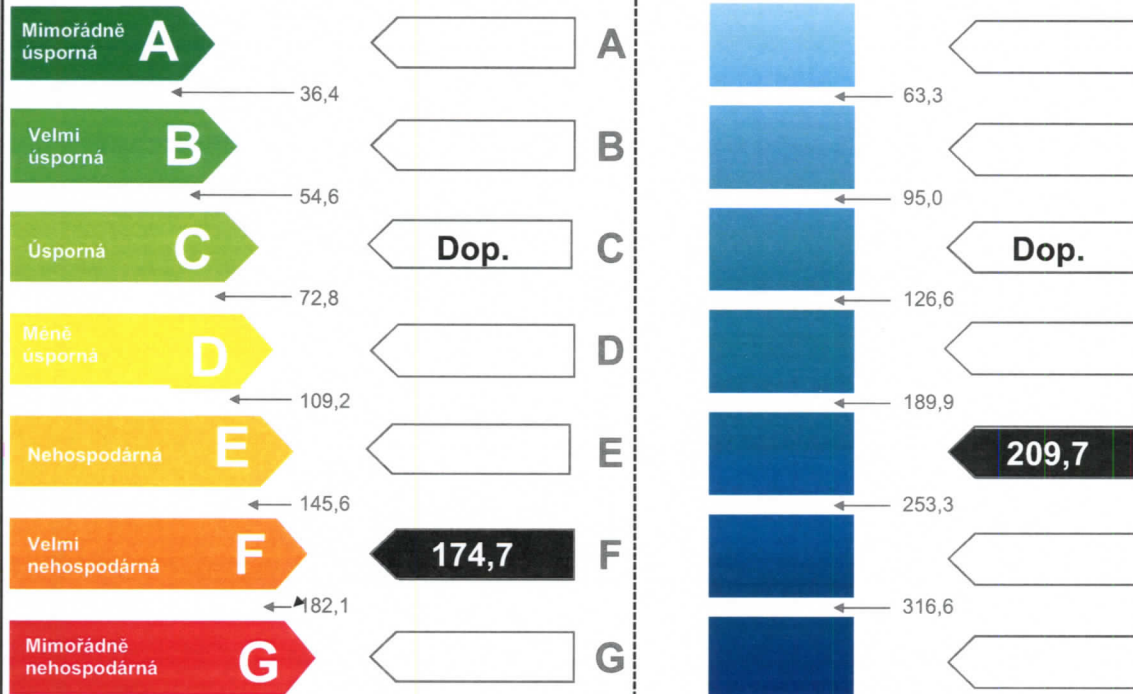 Mimořádně
úsporná
A
A
36,4
63,3
Velmi
úsporná
B
B
54,6
95,0
Úsporná
C
Dop.
C
Dop.
72,8
126,6
Méně
úsporná
D
D
109,2
189,9
Nehospodárná
E
E
209,7
145,6
253,3
Velmi
nehospodárná
F
174,7
F
182,1
316,6
Mimořádně
nehospodárná
G
G